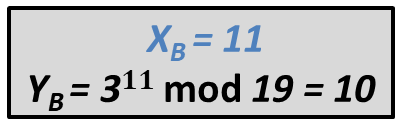 X_B = 11
Y_B = 3^11 mod 19 = 10